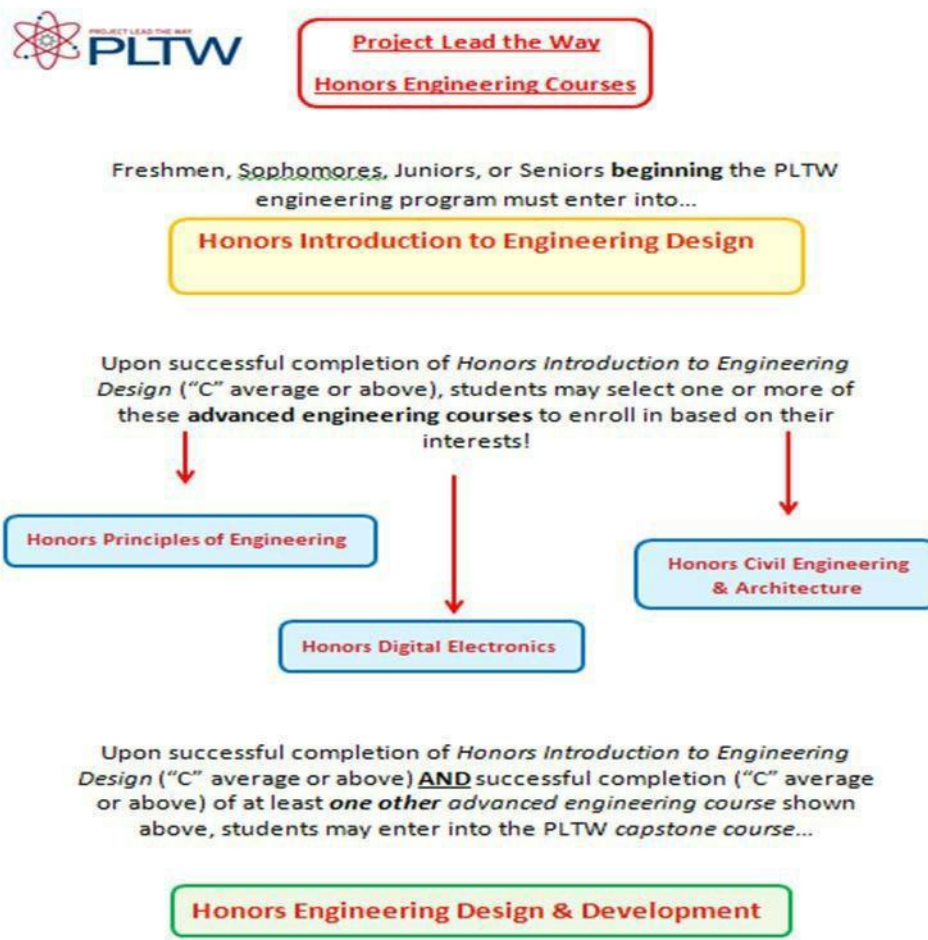 PROJECT LEAD THE WAY
PLTW
Project Lead the Way
Honors Engineering Courses
Freshmen, Sophomores, Juniors, or Seniors beginning the PLTW
engineering program must enter into...
Honors Introduction to Engineering Design
Upon successful completion of Honors Introduction to Engineering
Design (“C” average or above), students may select one or more of
these advanced engineering courses to enroll in based on their
interests!
Honors Principles of Engineering
Honors Civil Engineering
& Architecture
Honors Digital Electronics
Upon successful completion of Honors Introduction to Engineering
Design (“C” average or above) AND successful completion (“C” average
or above) of at least one other advanced engineering course shown
above, students may enter into the PLTW capstone course...
Honors Engineering Design & Development